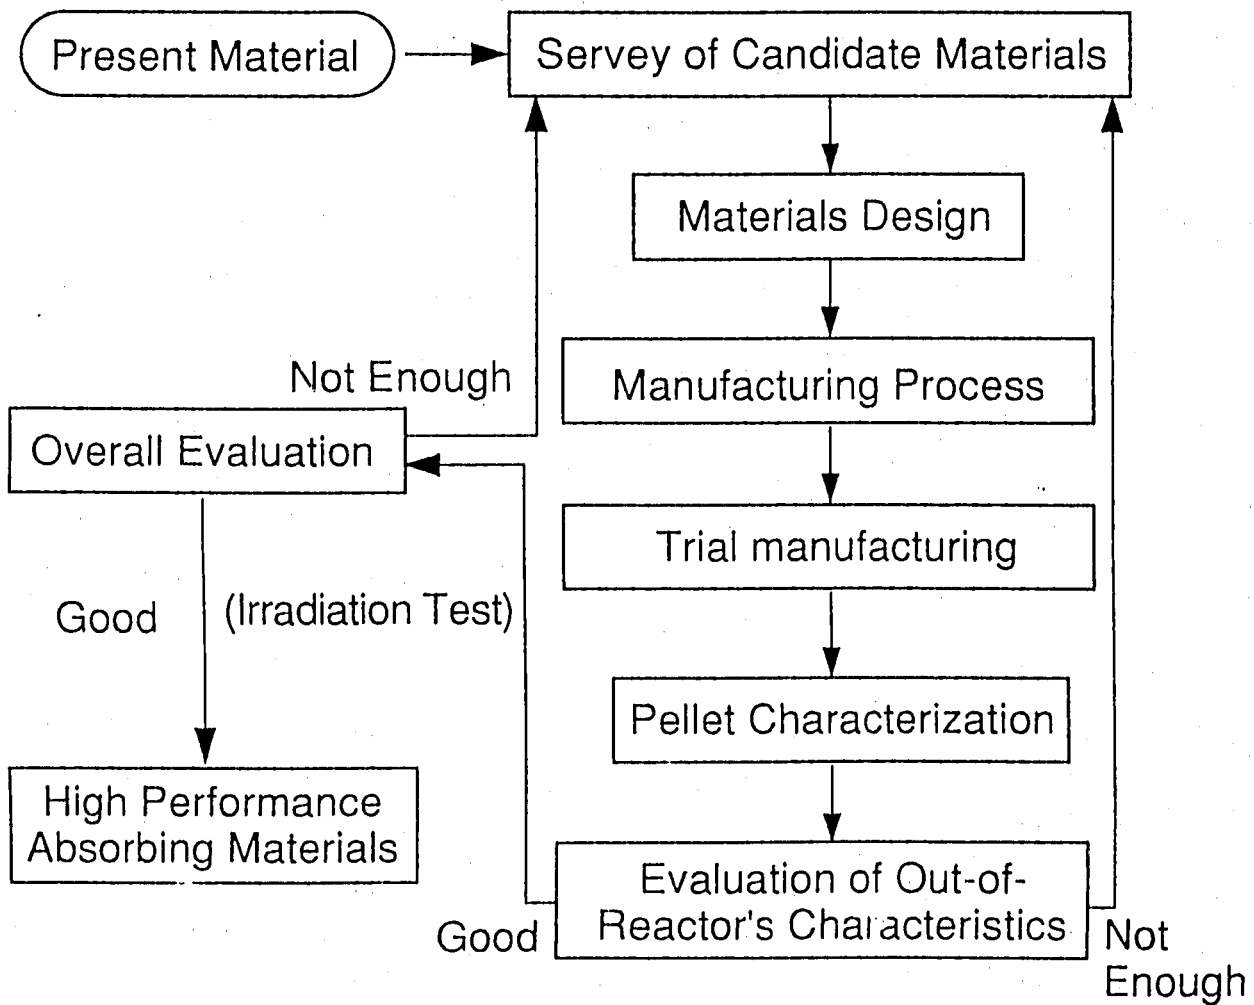 Present Material
Servey of Candidate Materials
Materials Design
Manufacturing Process
Not Enough
Overall Evaluation
Trial manufacturing
Good
(Irradiation Test)
Pellet Characterization
High Performance
Absorbing Materials
Evaluation of Out-of-
Reactor's Characteristics
Good
Not
Enough